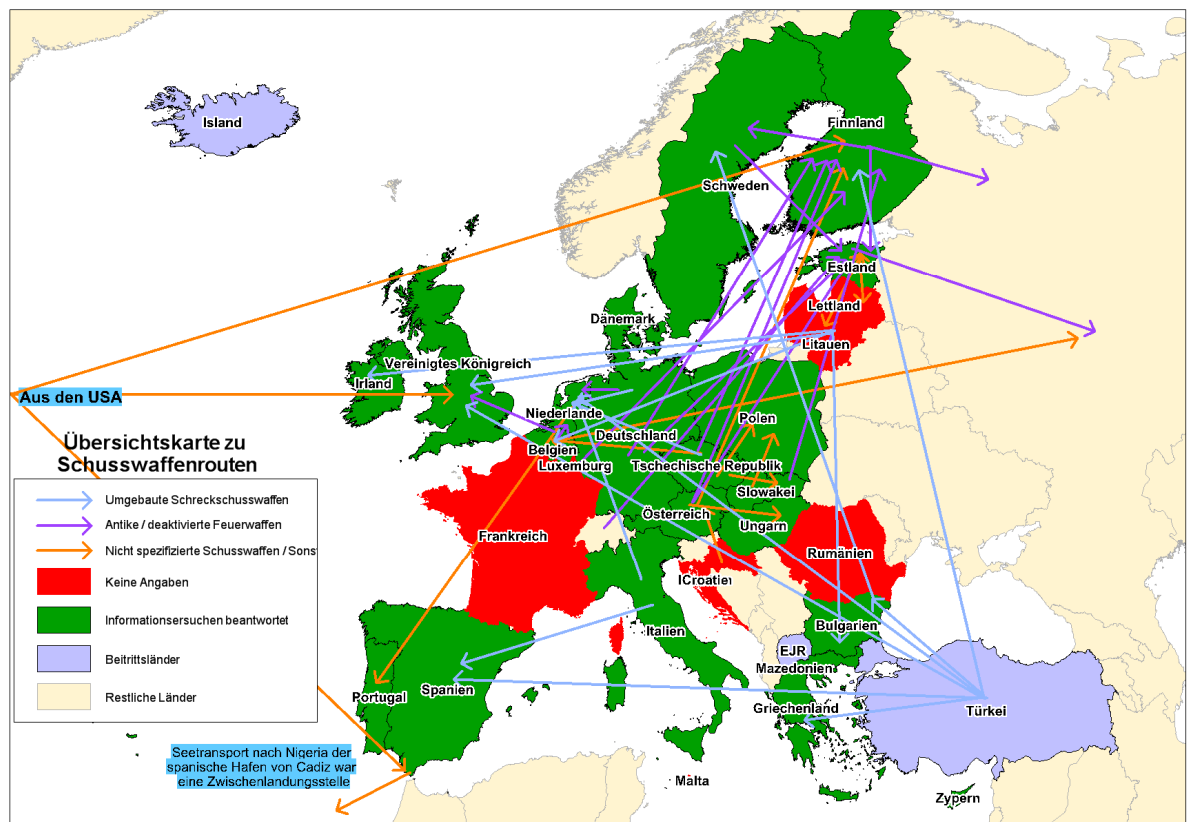 Island
Finnland
Schweden
Estland
Lettland
Dänemark
Litauen
Vereinigtes Königreich
Irland
Aus den USA
Niederlande
Polen
Deutschland
Belgien
Tschechische Republik
Luxemburg
Slowakei
Österreich
Ungarn
Frankreich
Rumänien
ICroatien
Bulgarien
Italien
EJR
Mazedonien
Portugal
Spanien
Griechenland
Türkei
Malta
Zypern
Übersichtskarte zu
Schusswaffenrouten
Umgebaute Schreckschusswaffen
Antike / deaktivierte Feuerwaffen
Nicht spezifizierte Schusswaffen / Sonst
Keine Angaben
Informationsersuchen beantwortet
Beitrittsländer
Restliche Länder
Seetransport nach Nigeria der
spanische Hafen von Cadiz war
eine Zwischenlandungsstelle